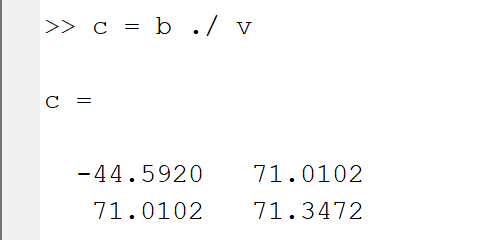 >> c = b ./ v
c =
-44.5920 71.0102
71.0102 71.3472